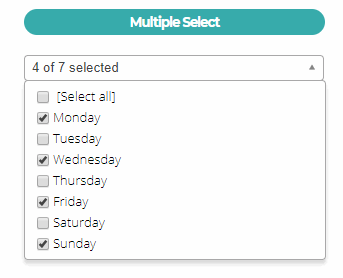 Multiple Select
4 of 7 selected
[Select all]
Monday
Tuesday
Wednesday
Thursday
Friday
Saturday
Sunday